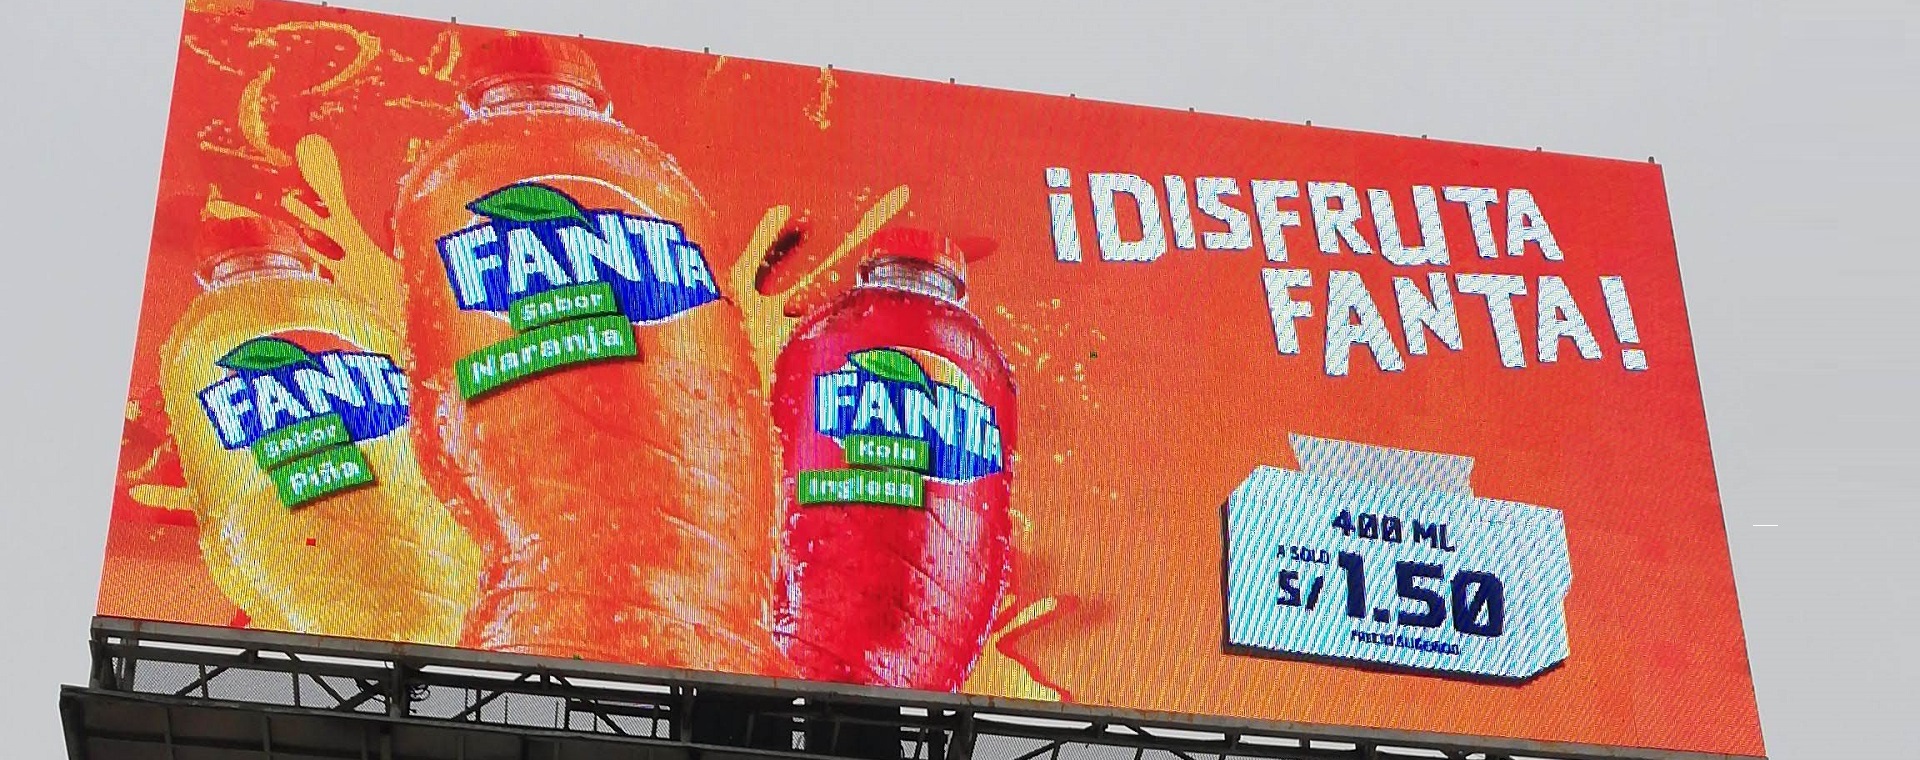 FANTA
Sabor
Piña
FANTA
Sabor
Naranja
FANTA
Kola
Inglesa
¡DISFRUTA
FANTA!
400 ML
A SOLO
S/1.50
PRECIO SUGERIDO